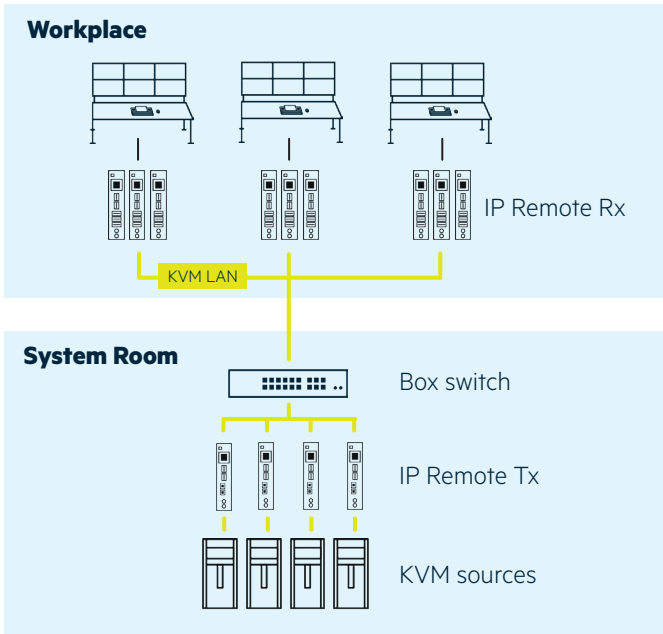 Workplace
IP Remote Rx
KVM LAN
System Room
Box switch
IP Remote Tx
KVM sources